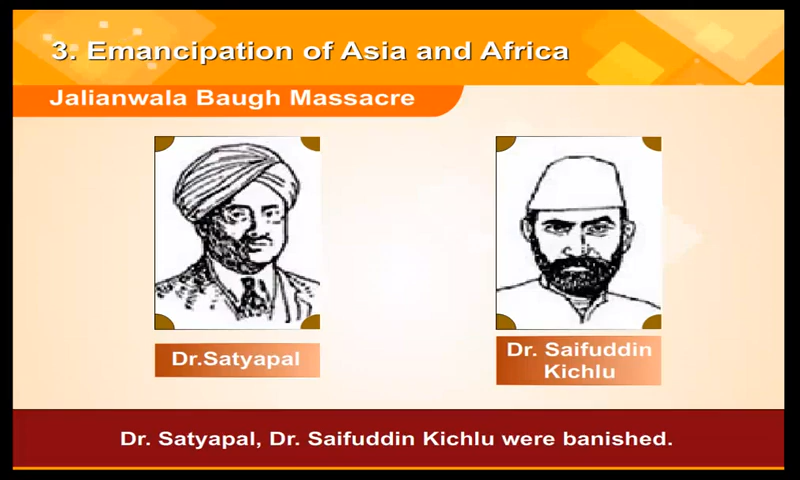 3. Emancipation of Asia and Africa
Jalianwala Baugh Massacre
Dr.Satyapal
Dr. Saifuddin
Kichlu
Dr. Satyapal, Dr. Saifuddin Kichlu were banished.